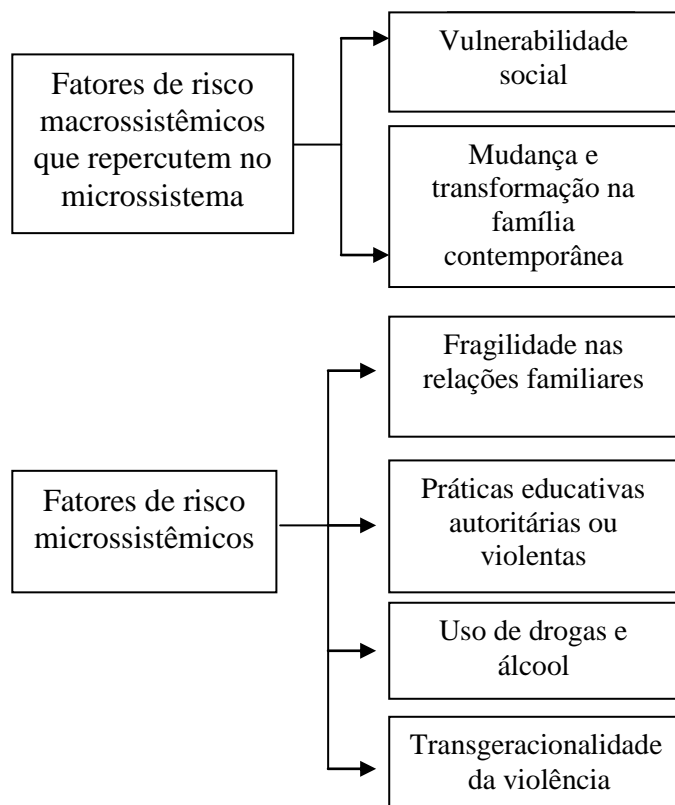 Fatores de risco
macrossistêmicos
que repercutem no
microssistema
Vulnerabilidade
social
Mudança e
transformação na
família
contemporânea
Fatores de risco
microssistêmicos
Fragilidade nas
relações familiares
Práticas educativas
autoritárias ou
violentas
Uso de drogas e
álcool
Transgeracionalidade
da violência